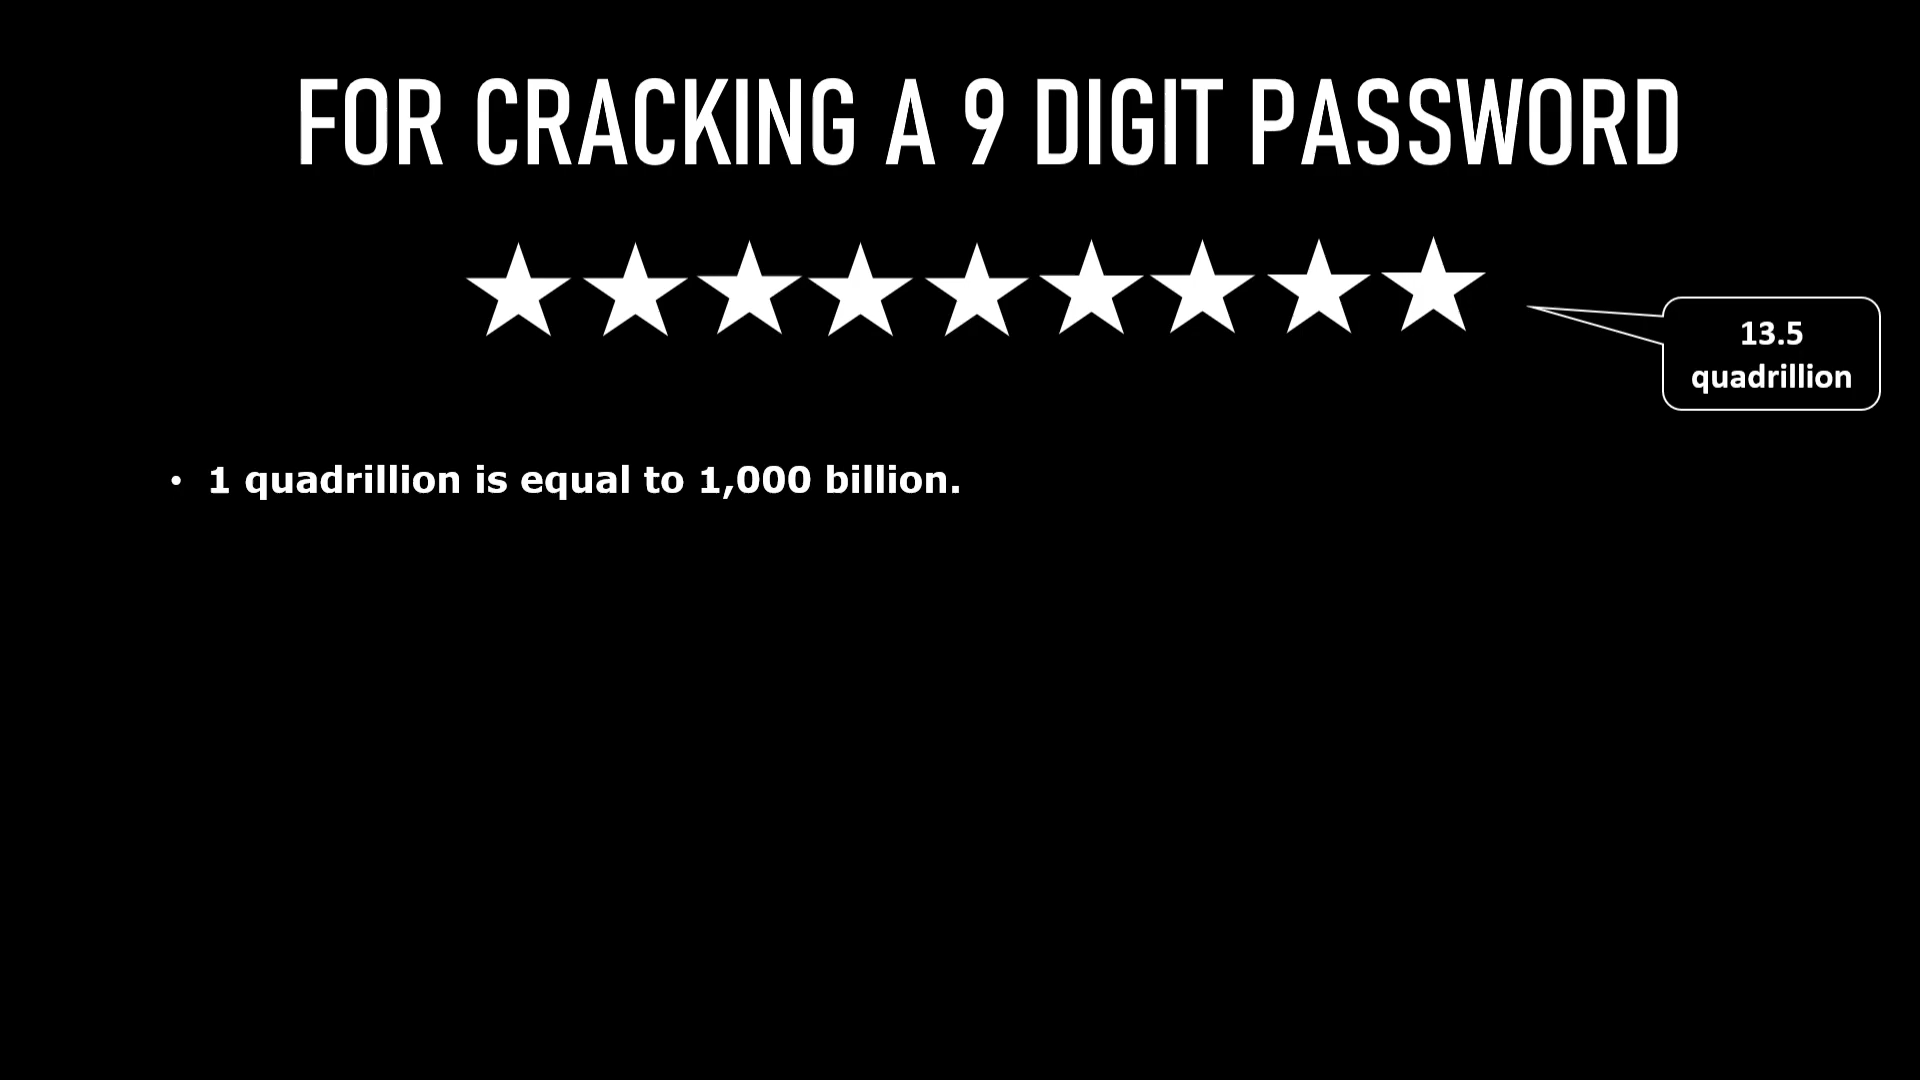 FOR CRACKING A 9 DIGIT PASSWORD
13.5
quadrillion
• 1 quadrillion is equal to 1,000 billion.